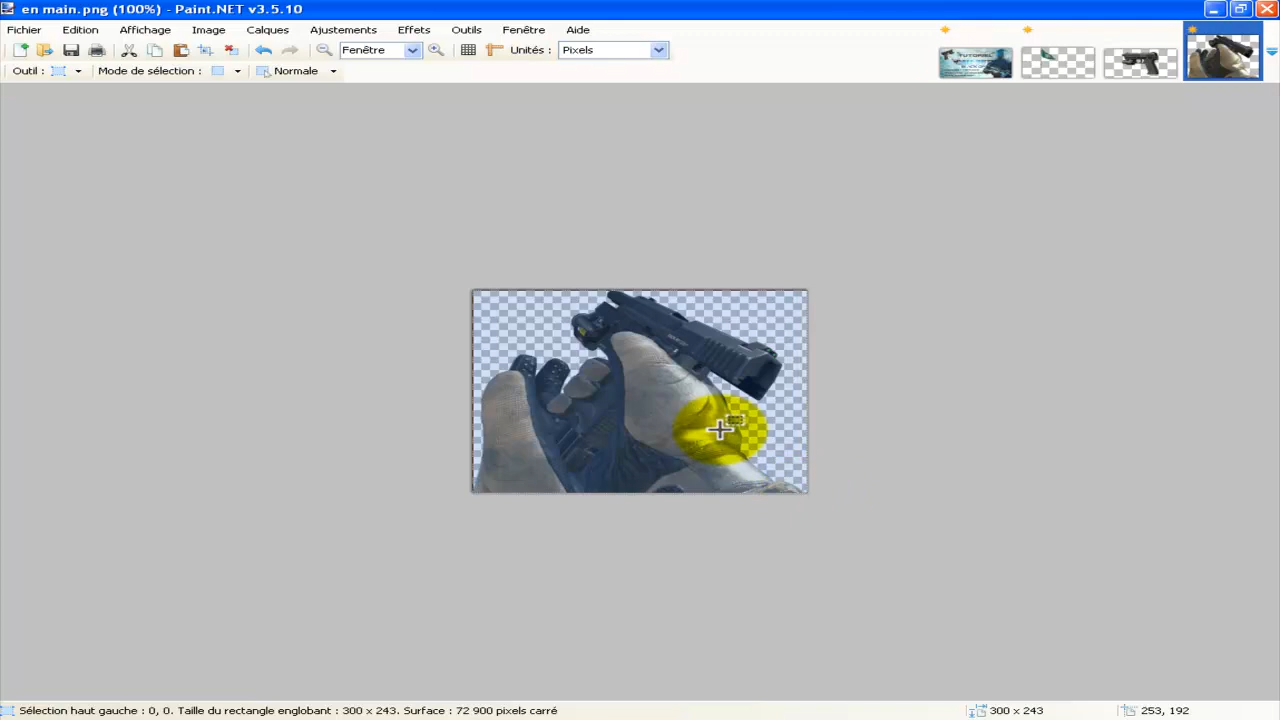 en main.png (100%) - Paint.NET v3.5.10
Fichier Edition Affichage Image Calques Ajustements Effets Outils Fenêtre Aide
Fenêtre Unités : Pixels
Outil : Mode de sélection : Normale
TUTORIEL
Sélection haut gauche : 0, 0. Taille du rectangle englobant : 300 x 243. Surface : 72 900 pixels carré 300 x 243 253, 192